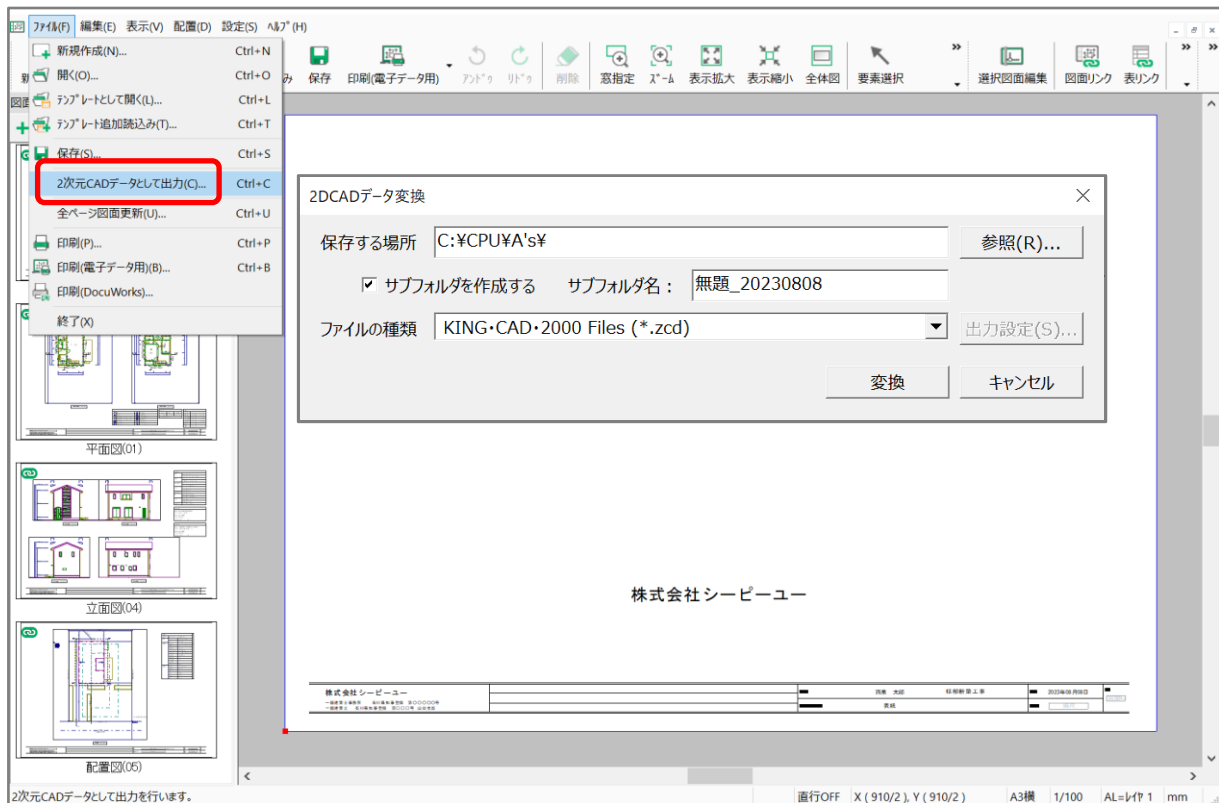 ﾌｧｲﾙ(F) 編集(E) 表示(V) 配置(D) 設定(S) ﾍﾙﾌﾟ(H)
新規作成(N)... Ctrl+N
開く(O)... Ctrl+O
ﾃﾝﾌﾟﾚｰﾄとして開く(L)... Ctrl+L
ﾃﾝﾌﾟﾚｰﾄ追加読込み(T)... Ctrl+T
保存(S)... Ctrl+S
2次元CADデータとして出力(C)... Ctrl+C
全ページ図面更新(U)... Ctrl+U
印刷(P)... Ctrl+P
印刷(電子データ用)(B)... Ctrl+B
印刷(DocuWorks)...
終了(X)
み 保存 印刷(電子データ用) ｱﾝﾄﾞｩ ﾘﾄﾞｩ 削除 窓指定 ｽﾞｰﾑ 表示拡大 表示縮小 全体図 要素選択 選択図面編集 図面リンク 表リンク
2DCADデータ変換
保存する場所 C:¥CPU¥A's¥ 参照(R)...
サブフォルダを作成する サブフォルダ名： 無題_20230808
ファイルの種類 KING・CAD・2000 Files (*.zcd) 出力設定(S)...
変換 キャンセル
平面図(01)
立面図(04)
配置図(05)
株式会社シーピーユー
株式会社シーピーユー
様邸新築工事
表紙
2次元CADデータとして出力を行います。 直行OFF X ( 910/2 ), Y ( 910/2 ) A3横 1/100 AL=ﾚｲﾔ 1 mm